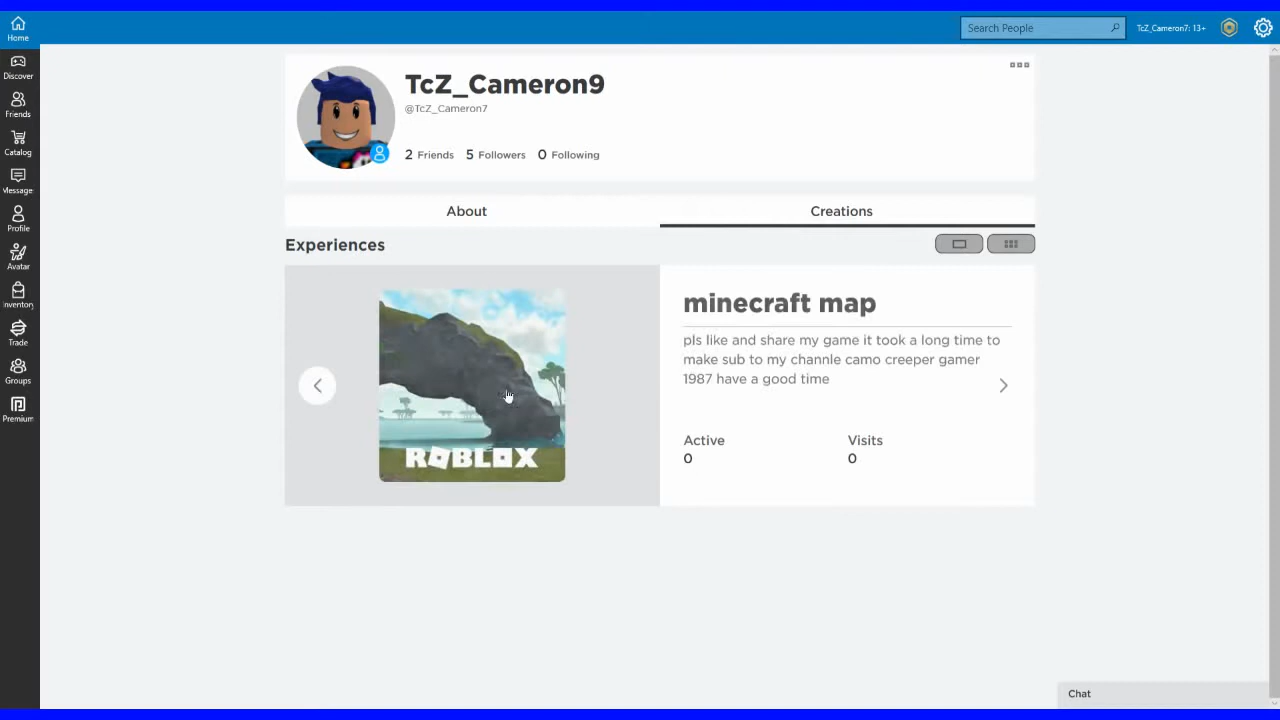 Home
Search People
TcZ_Cameron7: 13+
Discover
Friends
Catalog
Message
Profile
Avatar
Inventory
Trade
Groups
Premium
TcZ_Cameron9
@TcZ_Cameron7
2 Friends 5 Followers 0 Following
About
Creations
Experiences
ROBLOX
minecraft map
pls like and share my game it took a long time to
make sub to my channle camo creeper gamer
1987 have a good time
Active
Visits
0
0
Chat